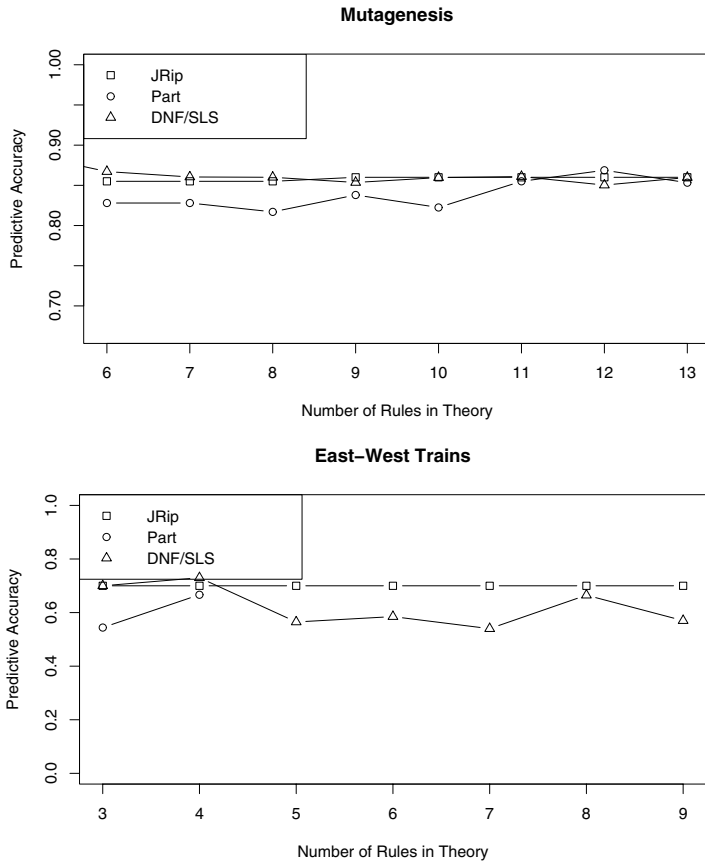 Mutagenesis
JRip
Part
DNF/SLS
Predictive Accuracy
1.00
0.90
0.80
0.70
6 7 8 9 10 11 12 13
Number of Rules in Theory
East−West Trains
JRip
Part
DNF/SLS
Predictive Accuracy
1.0
0.8
0.6
0.4
0.2
0.0
3 4 5 6 7 8 9
Number of Rules in Theory